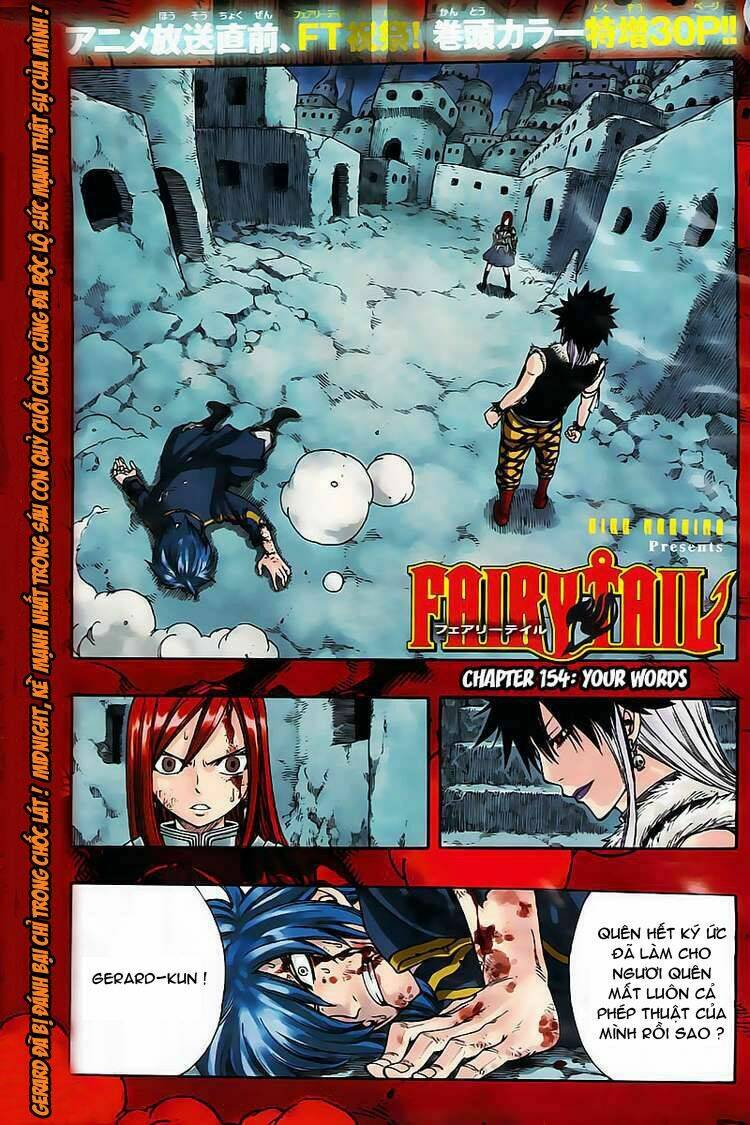 アニメ放送直前、FT祝祭! 巻頭カラー特増30P!!
GERARD ĐÃ BỊ ĐÁNH BẠI CHỈ TRONG CHỐC LÁT! MIDNIGHT, KẺ MẠNH NHẤT TRONG SÁU CON QUỶ CUỐI CÙNG CŨNG ĐÃ BỘC LỘ SỨC MẠNH THẬT SỰ CỦA MÌNH!
HIRO MASHIMA
Presents
FAIRY TAIL
フェアリーテイル
CHAPTER 154: YOUR WORDS
GERARD-KUN !
QUÊN HẾT KÝ ỨC
ĐÃ LÀM CHO
NGƯƠI QUÊN
MẤT LUÔN CẢ
PHÉP THUẬT CỦA
MÌNH RỒI SAO ?